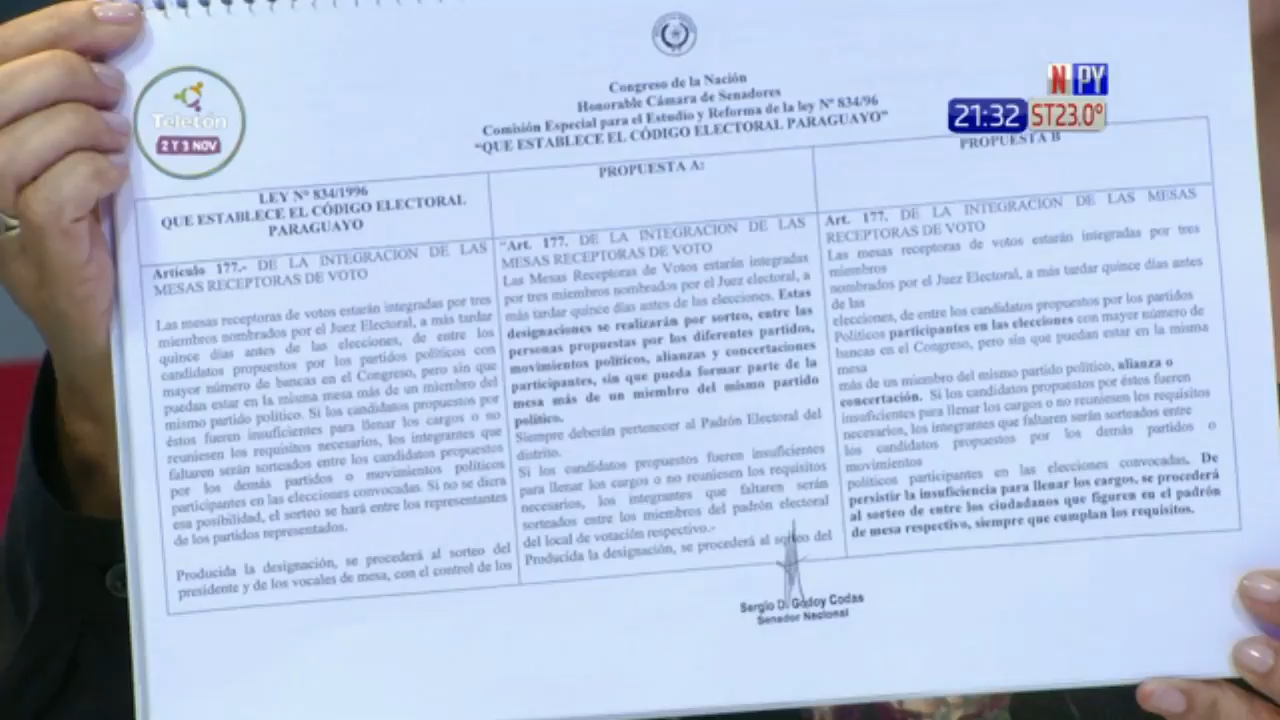 Congreso de la Nación
Honorable Cámara de Senadores
Comisión Especial para el Estudio y Reforma de la ley N° 834/96
"QUE ESTABLECE EL CÓDIGO ELECTORAL PARAGUAYO"
Teletón
2 Y 3 NOV
NPY
21:32 ST23.0°
LEY N° 834/1996
QUE ESTABLECE EL CÓDIGO ELECTORAL
PARAGUAYO
Artículo 177.- DE LA INTEGRACION DE LAS
MESAS RECEPTORAS DE VOTO
Las mesas receptoras de votos estarán integradas por tres
miembros nombrados por el Juez Electoral, a más tardar
quince días antes de las elecciones, de entre los
candidatos propuestos por los partidos políticos con
mayor número de bancas en el Congreso, pero sin que
puedan estar en la misma mesa más de un miembro del
mismo partido político. Si los candidatos propuestos por
éstos fueren insuficientes para llenar los cargos o no
reuniesen los requisitos necesarios, los integrantes que
faltaren serán sorteados entre los candidatos propuestos
por los demás partidos o movimientos políticos
participantes en las elecciones convocadas. Si no se diera
esa posibilidad, el sorteo se hará entre los representantes
de los partidos representados.
Producida la designación, se procederá al sorteo del
presidente y de los vocales de mesa, con el control de los
PROPUESTA A:
"Art. 177. DE LA INTEGRACION DE LAS
MESAS RECEPTORAS DE VOTO
Las Mesas Receptoras de Votos estarán integradas
por tres miembros nombrados por el Juez electoral, a
más tardar quince días antes de las elecciones. Estas
designaciones se realizarán por sorteo, entre las
personas propuestas por los diferentes partidos,
movimientos políticos, alianzas y concertaciones
participantes, sin que pueda formar parte de la
mesa más de un miembro del mismo partido
político.
Siempre deberán pertenecer al Padrón Electoral del
distrito.
Si los candidatos propuestos fueren insuficientes
para llenar los cargos o no reuniesen los requisitos
necesarios, los integrantes que faltaren serán
sorteados entre los miembros del padrón electoral
del local de votación respectivo.-
Producida la designación, se procederá al sorteo del
PROPUESTA B
Art. 177. DE LA INTEGRACION DE LAS MESAS
RECEPTORAS DE VOTO
Las mesas receptoras de votos estarán integradas por tres
miembros
nombrados por el Juez Electoral, a más tardar quince días antes
de las
elecciones, de entre los candidatos propuestos por los partidos
Políticos participantes en las elecciones con mayor número de
bancas en el Congreso, pero sin que puedan estar en la misma
mesa
más de un miembro del mismo partido político, alianza o
concertación. Si los candidatos propuestos por éstos fueren
insuficientes para llenar los cargos o no reuniesen los requisitos
necesarios, los integrantes que faltaren serán sorteados entre
los candidatos propuestos por los demás partidos o
movimientos
políticos participantes en las elecciones convocadas. De
persistir la insuficiencia para llenar los cargos, se procederá
al sorteo de entre los ciudadanos que figuren en el padrón
de mesa respectivo, siempre que cumplan los requisitos.
Sergio D. Godoy Codas
Senador Nacional